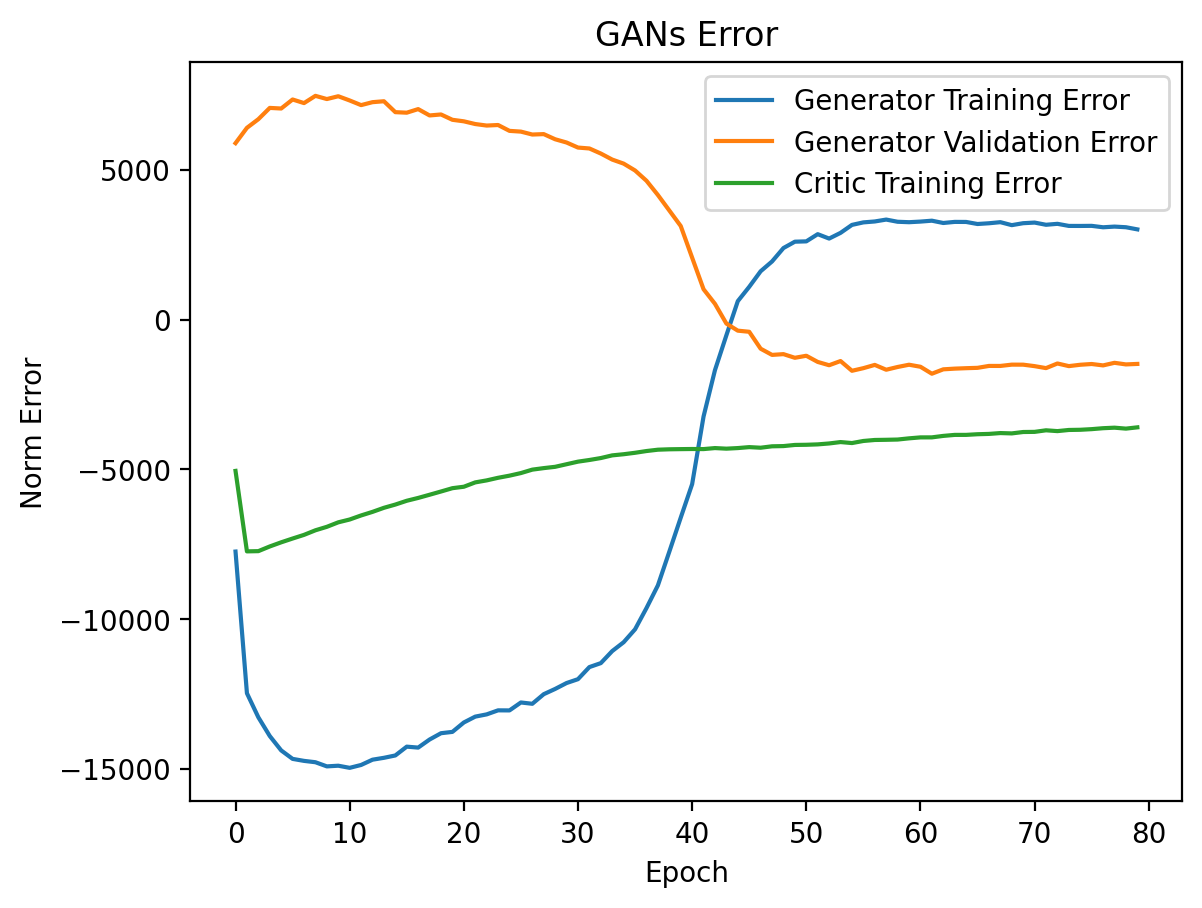 GANs Error
Generator Training Error
Generator Validation Error
Critic Training Error
Norm Error
5000
0
−5000
−10000
−15000
0 10 20 30 40 50 60 70 80
Epoch